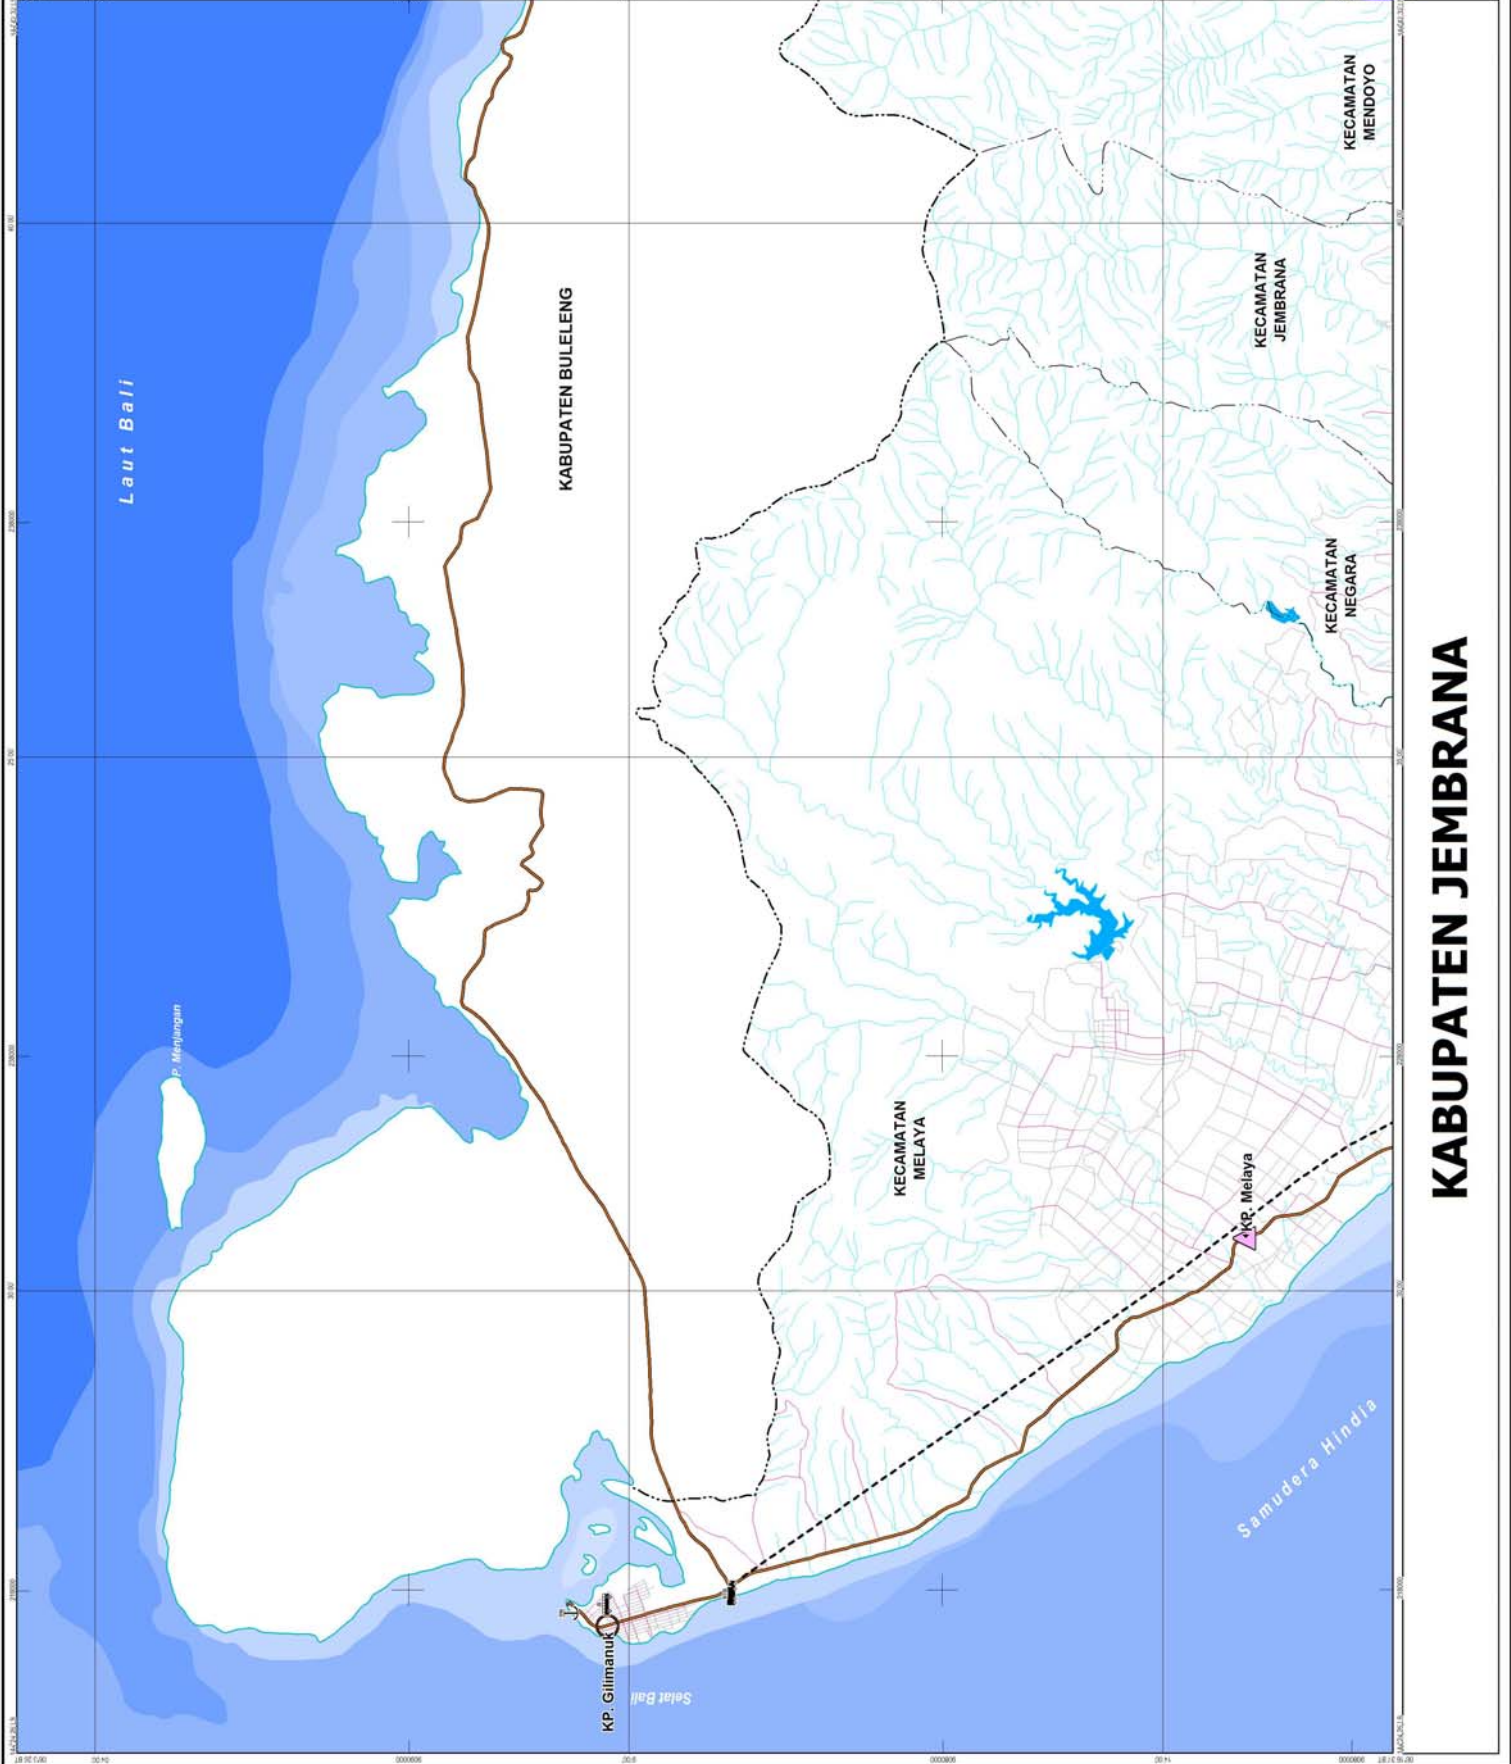 Laut Bali
P. Menjangan
KABUPATEN BULELENG
KECAMATAN
MENDOYO
KECAMATAN
JEMBRANA
KECAMATAN
NEGARA
KECAMATAN
MELAYA
KP. Melaya
KP. Gilimanuk
Selat Bali
Samudera Hindia
KABUPATEN JEMBRANA